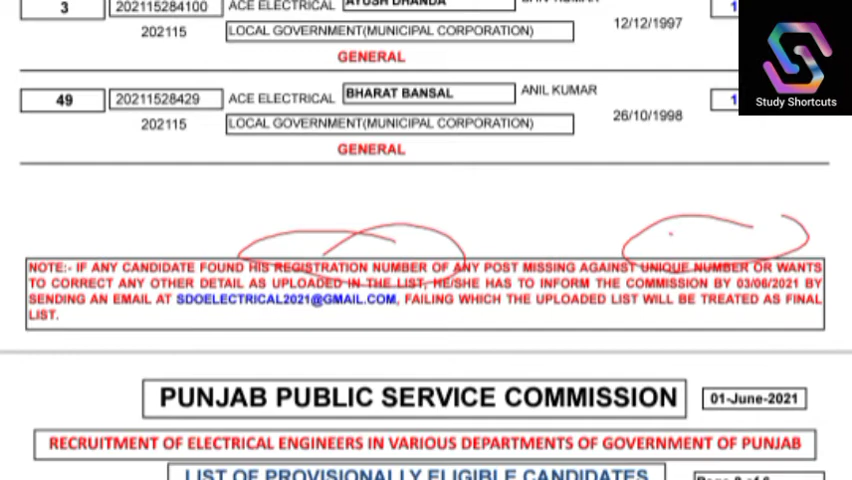 3 202115284100 ACE ELECTRICAL AYUSH DHANDA
202115 LOCAL GOVERNMENT(MUNICIPAL CORPORATION) 12/12/1997
GENERAL
49 20211528429 ACE ELECTRICAL BHARAT BANSAL ANIL KUMAR
202115 LOCAL GOVERNMENT(MUNICIPAL CORPORATION) 26/10/1998
GENERAL
Study Shortcuts
NOTE:- IF ANY CANDIDATE FOUND HIS REGISTRATION NUMBER OF ANY POST MISSING AGAINST UNIQUE NUMBER OR WANTS
TO CORRECT ANY OTHER DETAIL AS UPLOADED IN THE LIST, HE/SHE HAS TO INFORM THE COMMISSION BY 03/06/2021 BY
SENDING AN EMAIL AT SDOELECTRICAL2021@GMAIL.COM, FAILING WHICH THE UPLOADED LIST WILL BE TREATED AS FINAL
LIST.
PUNJAB PUBLIC SERVICE COMMISSION 01-June-2021
RECRUITMENT OF ELECTRICAL ENGINEERS IN VARIOUS DEPARTMENTS OF GOVERNMENT OF PUNJAB
LIST OF PROVISIONALLY ELIGIBLE CANDIDATES